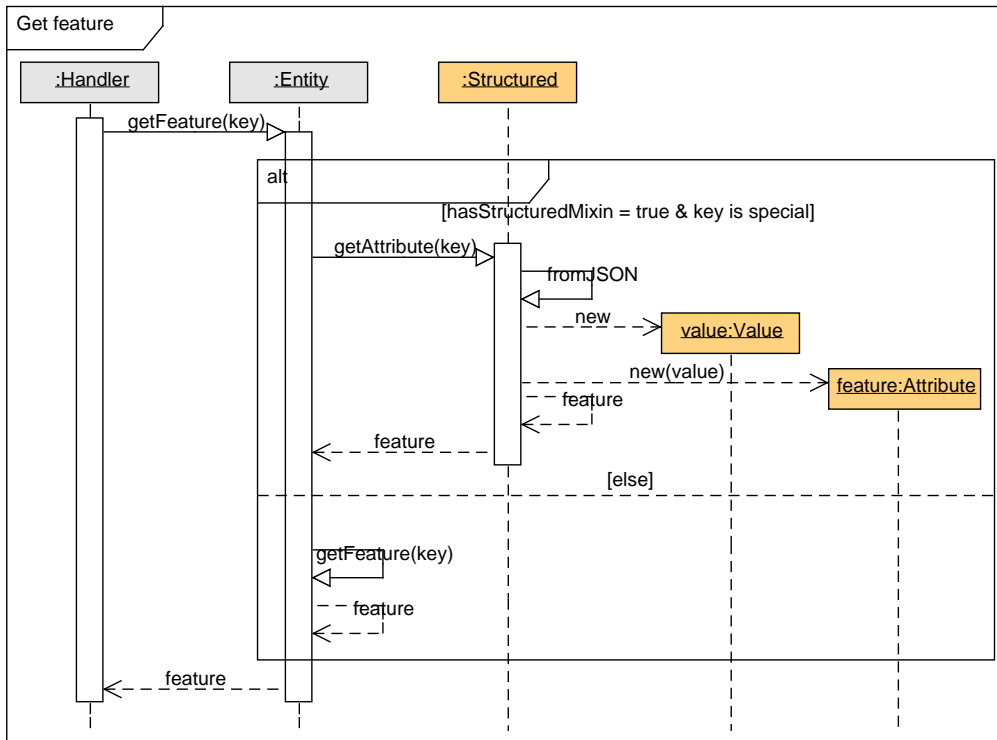 Get feature
:Handler
:Entity
:Structured
getFeature(key)
alt
[hasStructuredMixin = true & key is special]
getAttribute(key)
fromJSON
new
value:Value
new(value)
feature:Attribute
feature
feature
[else]
getFeature(key)
feature
feature